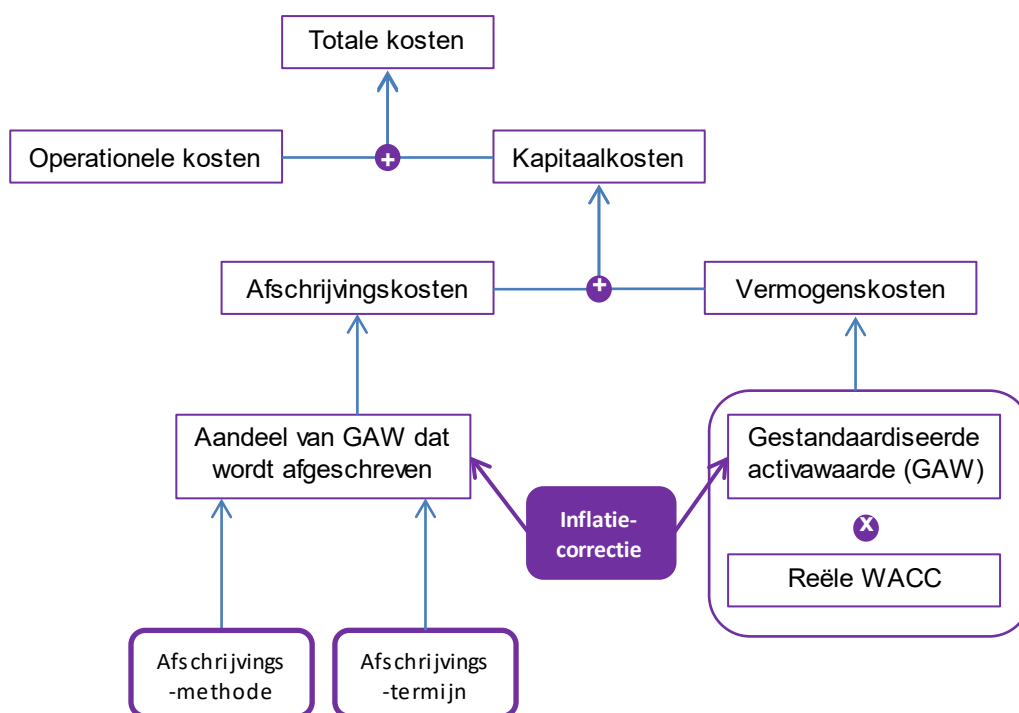 Totale kosten
Operationele kosten
+
Kapitaalkosten
Afschrijvingskosten
+
Vermogenskosten
Aandeel van GAW dat
wordt afgeschreven
Gestandaardiseerde
activawaarde (GAW)
Inflatie-
correctie
x
Reële WACC
Afschrijvings
-methode
Afschrijvings
-termijn